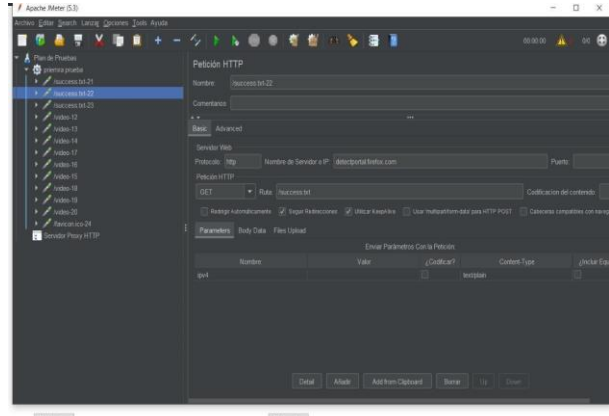 Apache JMeter (5.3)
Archivo Editar Search Lanzar Opciones Tools Ayuda
00:00:00 0/0
Plan de Pruebas
primera prueba
/success.txt-21
/success.txt-22
/success.txt-23
/video-12
/video-13
/video-14
/video-17
/video-16
/video-15
/video-18
/video-19
/video-20
/favicon.ico-24
Servidor Proxy HTTP
Petición HTTP
Nombre: /success.txt-22
Comentarios
Basic Advanced
Servidor Web
Protocolo: http Nombre de Servidor o IP: detectportal.firefox.com Puerto:
Petición HTTP
GET Ruta: /success.txt Codificación del contenido:
Redirigir Automáticamente Seguir Redirecciones Utilizar KeepAlive Usar 'multipart/form-data' para HTTP POST Cabeceras compatibles con
Parameters Body Data Files Upload
Enviar Parámetros Con la Petición:
Nombre: Valor ¿Codificar? Content-Type ¿Incluir
ipv4 text/plain
Detail Añadir Add from Clipboard Borrar Up Down